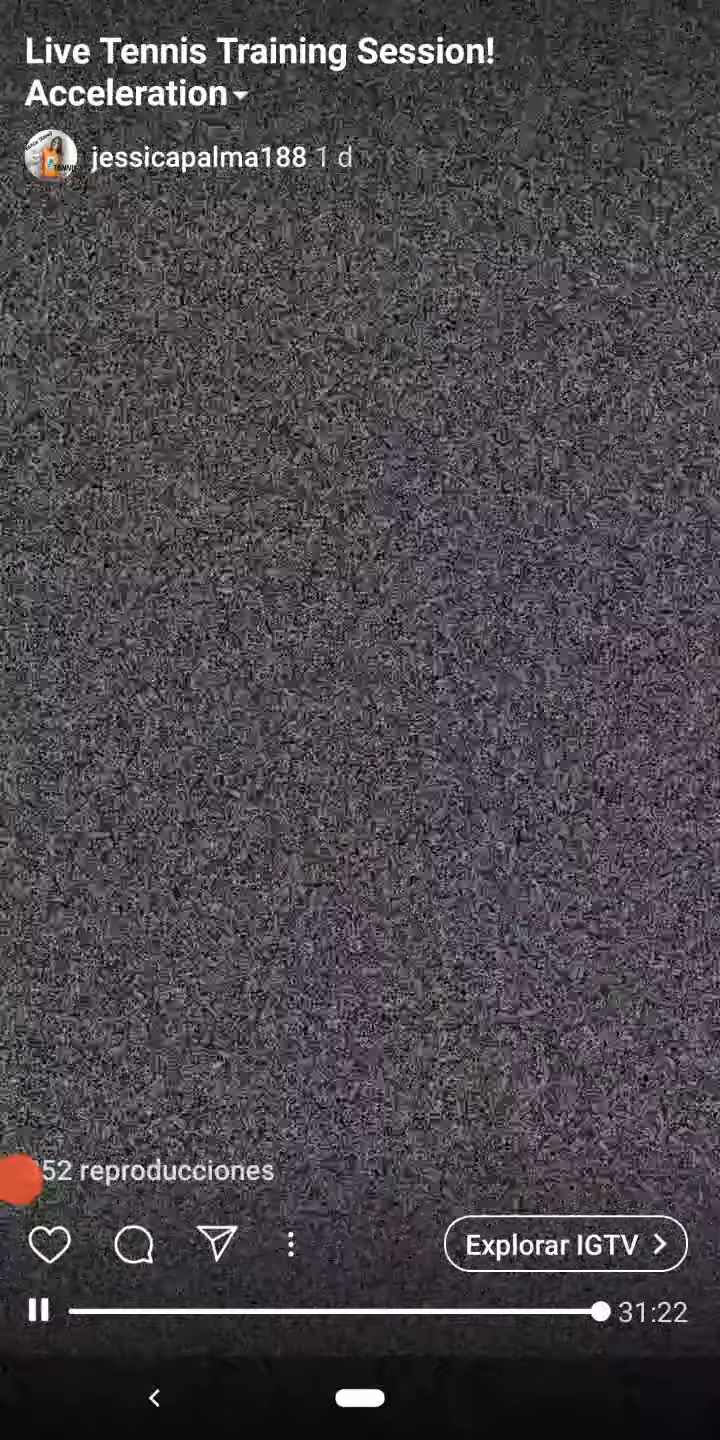 Live Tennis Training Session!
Acceleration
jessicapalma188 1 d
52 reproducciones
Explorar IGTV
31:22